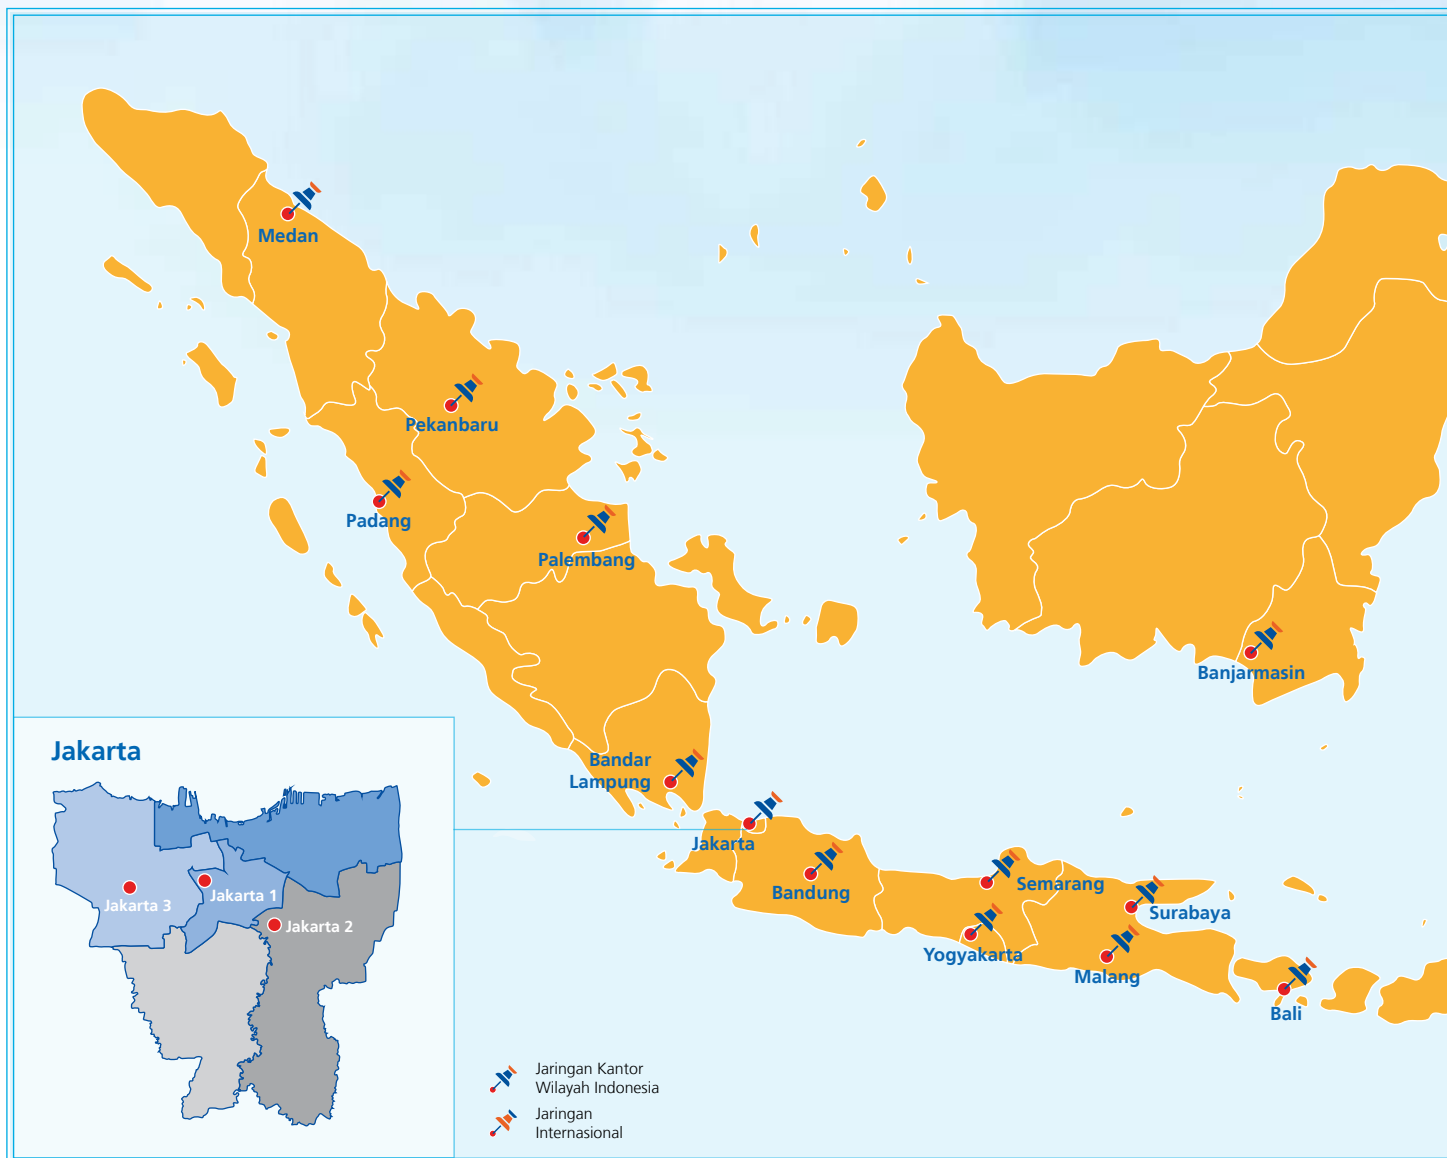 Medan
Pekanbaru
Padang
Palembang
Banjarmasin
Bandar
Lampung
Jakarta
Bandung
Semarang
Surabaya
Yogyakarta
Malang
Bali
Jakarta
Jakarta 1
Jakarta 3
Jakarta 2
Jaringan Kantor
Wilayah Indonesia
Jaringan
Internasional